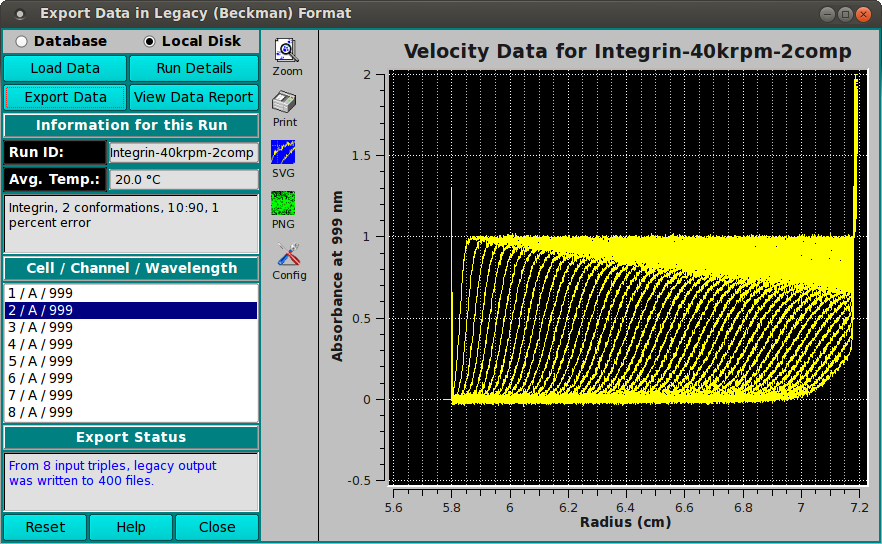 Export Data in Legacy (Beckman) Format
Database Local Disk
Load Data Run Details
Export Data View Data Report
Information for this Run
Run ID: Integrin-40krpm-2comp
Avg. Temp.: 20.0 °C
Integrin, 2 conformations, 10:90, 1
percent error
Cell / Channel / Wavelength
1 / A / 999
2 / A / 999
3 / A / 999
4 / A / 999
5 / A / 999
6 / A / 999
7 / A / 999
8 / A / 999
Export Status
From 8 input triples, legacy output
was written to 400 files.
Reset Help Close
Zoom
Print
SVG
PNG
Config
Velocity Data for Integrin-40krpm-2comp
Absorbance at 999 nm
2
1.5
1
0.5
0
-0.5
5.6 5.8 6 6.2 6.4 6.6 6.8 7 7.2
Radius (cm)